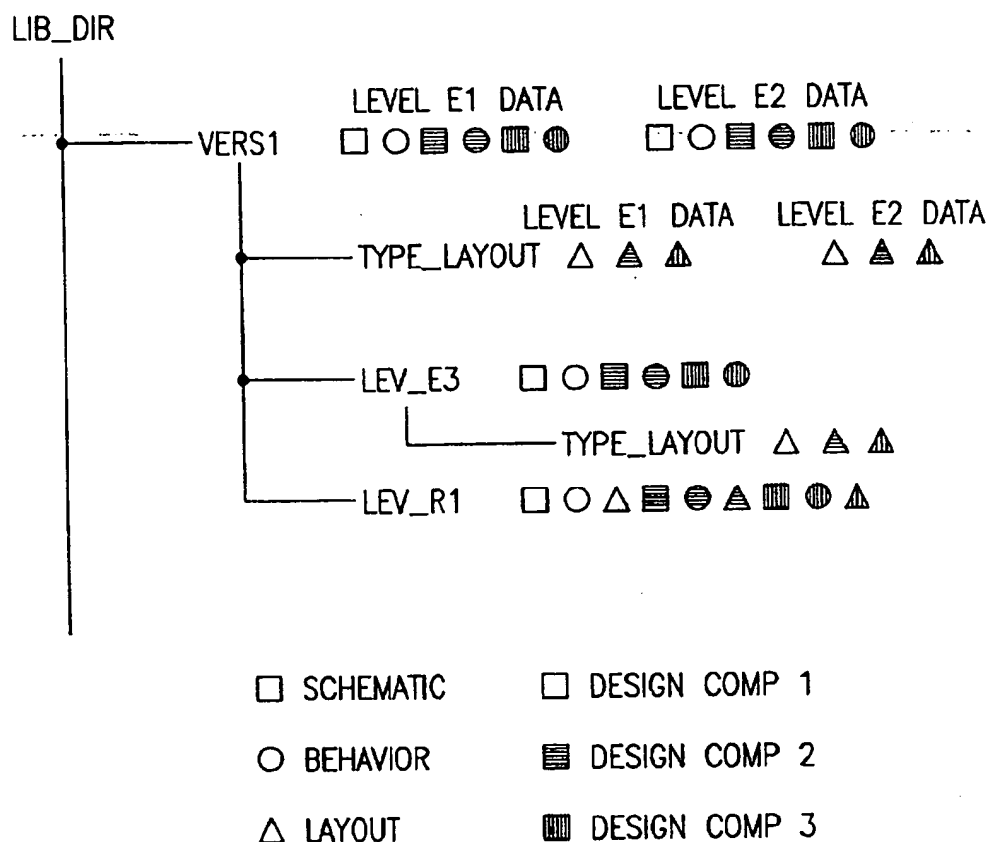 LIB_DIR
LEVEL E1 DATA LEVEL E2 DATA
VERS1
LEVEL E1 DATA LEVEL E2 DATA
TYPE_LAYOUT
LEV_E3
TYPE_LAYOUT
LEV_R1
SCHEMATIC DESIGN COMP 1
BEHAVIOR DESIGN COMP 2
LAYOUT DESIGN COMP 3